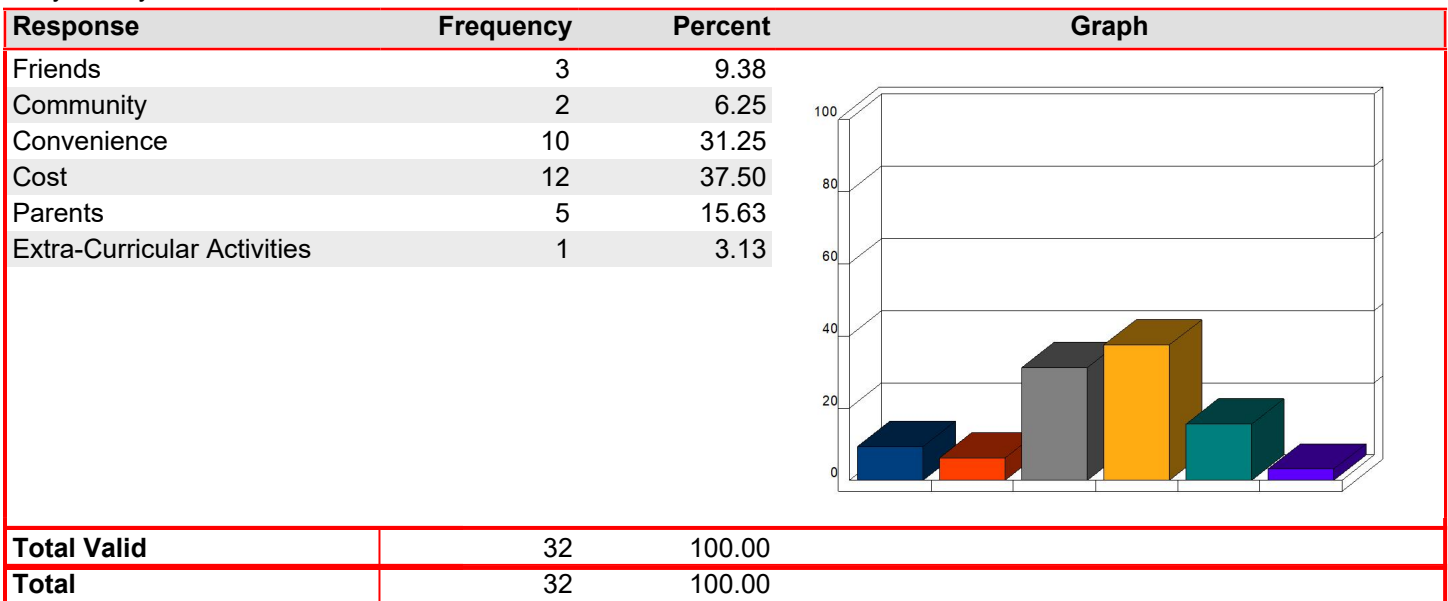 Response Frequency Percent Graph
Friends 3 9.38
Community 2 6.25
Convenience 10 31.25
Cost 12 37.50
Parents 5 15.63
Extra-Curricular Activities 1 3.13
100
80
60
40
20
0
Total Valid 32 100.00
Total 32 100.00